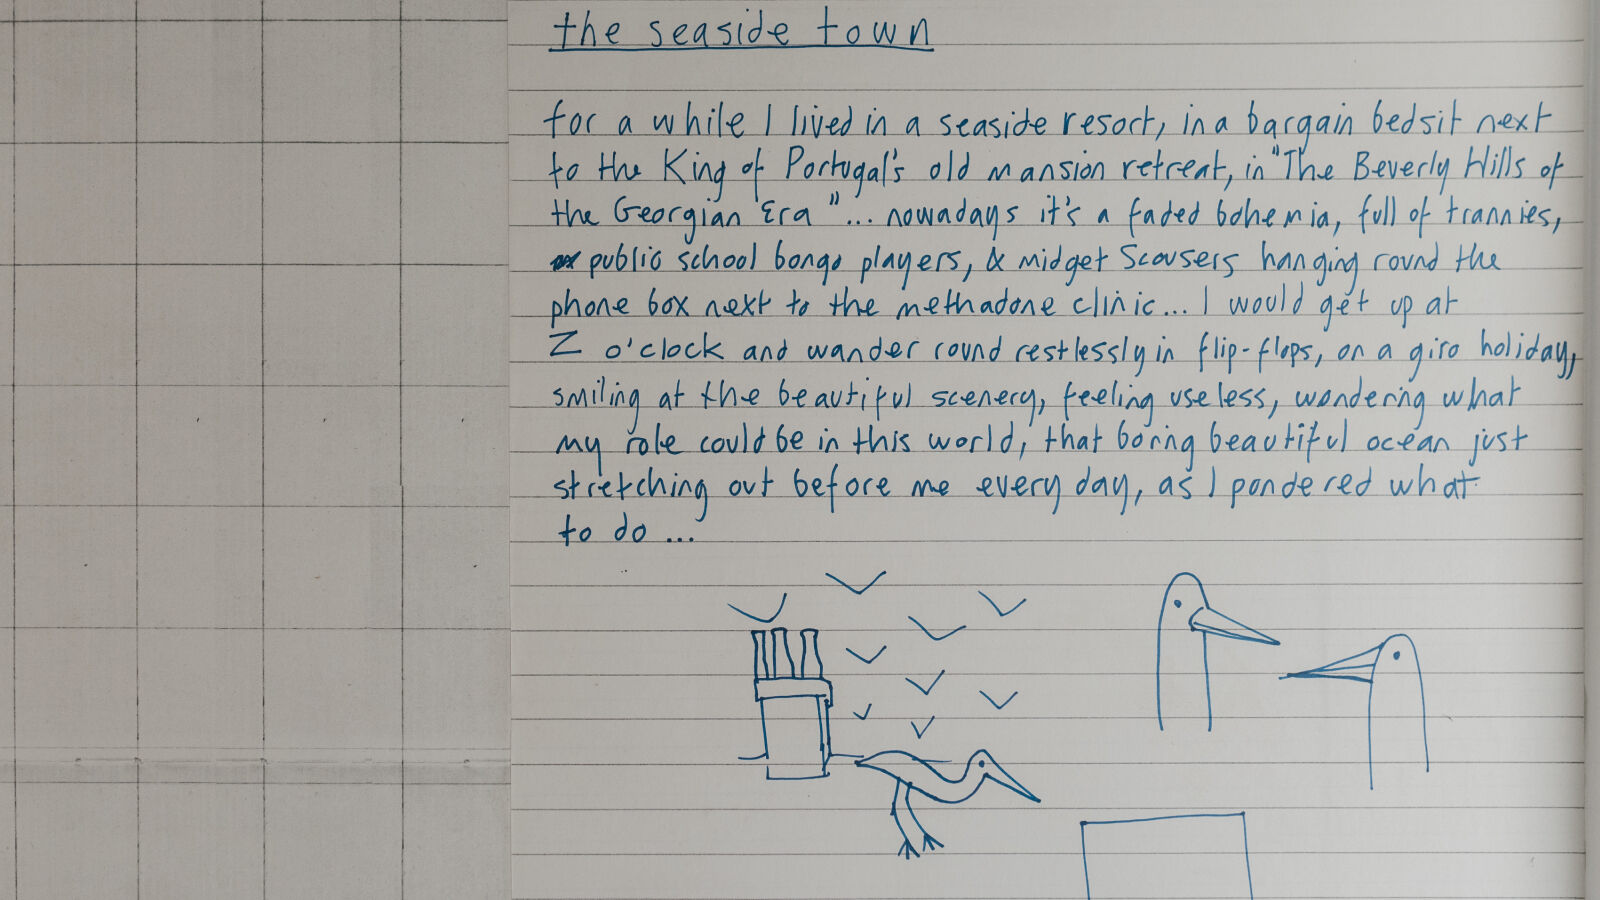 the seaside town
for a while I lived in a seaside resort, in a bargain bedsit next
to the King of Portugal's old mansion retreat, in "The Beverly Hills of
the Georgian Era"... nowadays it's a faded bohemia, full of trannies,
public school bongo players, & midget Scousers hanging round the
phone box next to the methadone clinic... I would get up at
Z o'clock and wander round restlessly in flip-flops, on a giro holiday,
smiling at the beautiful scenery, feeling useless, wondering what
my role could be in this world, that boring beautiful ocean just
stretching out before me every day, as I pondered what
to do...